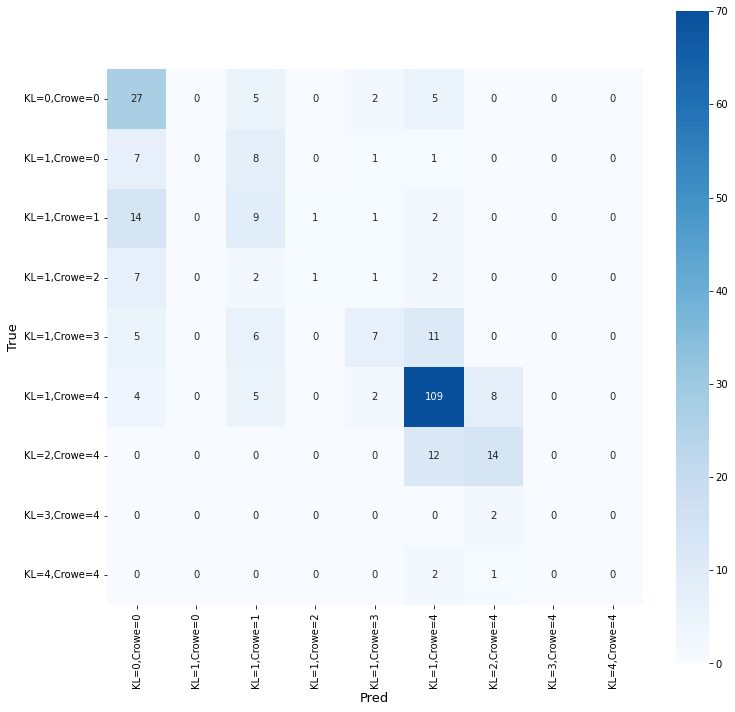 70
60
50
40
30
20
10
0
KL=0,Crowe=0 27 0 5 0 2 5 0 0 0
KL=1,Crowe=0 7 0 8 0 1 1 0 0 0
KL=1,Crowe=1 14 0 9 1 1 2 0 0 0
KL=1,Crowe=2 7 0 2 1 1 2 0 0 0
KL=1,Crowe=3 5 0 6 0 7 11 0 0 0
KL=1,Crowe=4 4 0 5 0 2 109 8 0 0
KL=2,Crowe=4 0 0 0 0 0 12 14 0 0
KL=3,Crowe=4 0 0 0 0 0 0 2 0 0
KL=4,Crowe=4 0 0 0 0 0 2 1 0 0
True
KL=0,Crowe=0
KL=1,Crowe=0
KL=1,Crowe=1
KL=1,Crowe=2
KL=1,Crowe=3
KL=1,Crowe=4
KL=2,Crowe=4
KL=3,Crowe=4
KL=4,Crowe=4
Pred